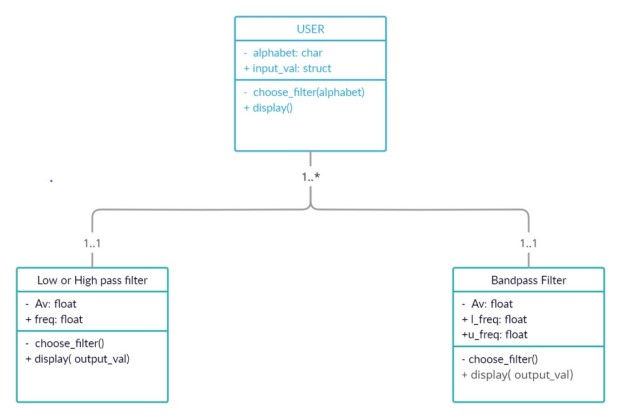 USER
- alphabet: char
+ input_val: struct
- choose_filter(alphabet)
+ display()
1..*
1..1
1..1
Low or High pass filter
- Av: float
+ freq: float
- choose_filter()
+ display( output_val)
Bandpass Filter
- Av: float
+ l_freq: float
+u_freq: float
- choose_filter()
+ display( output_val)